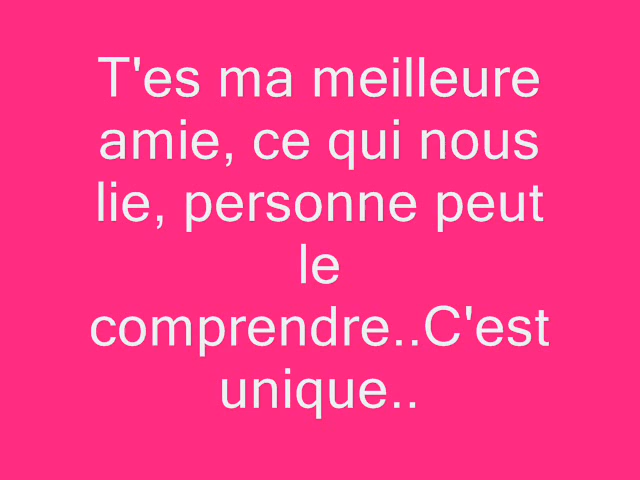 T'es ma meilleure
amie, ce qui nous
lie, personne peut
le
comprendre..C'est
unique..